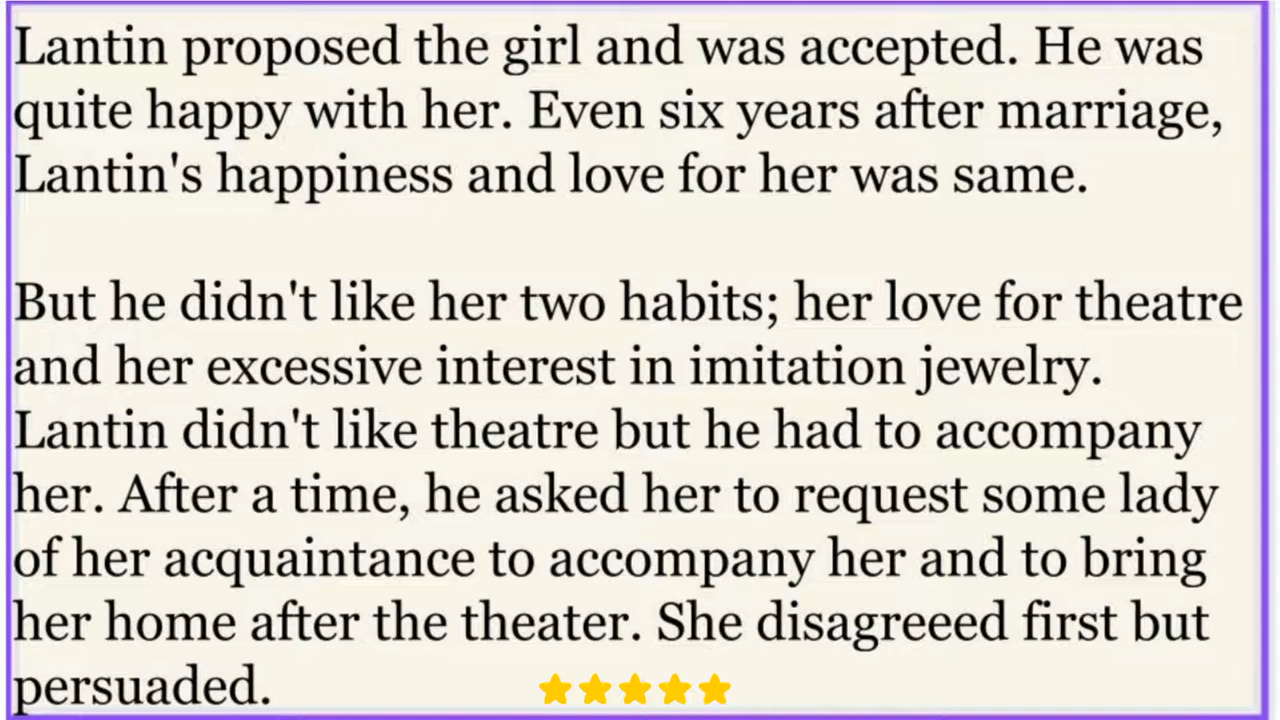 Lantin proposed the girl and was accepted. He was
quite happy with her. Even six years after marriage,
Lantin's happiness and love for her was same.
But he didn't like her two habits; her love for theatre
and her excessive interest in imitation jewelry.
Lantin didn't like theatre but he had to accompany
her. After a time, he asked her to request some lady
of her acquaintance to accompany her and to bring
her home after the theater. She disagreeed first but
persuaded.